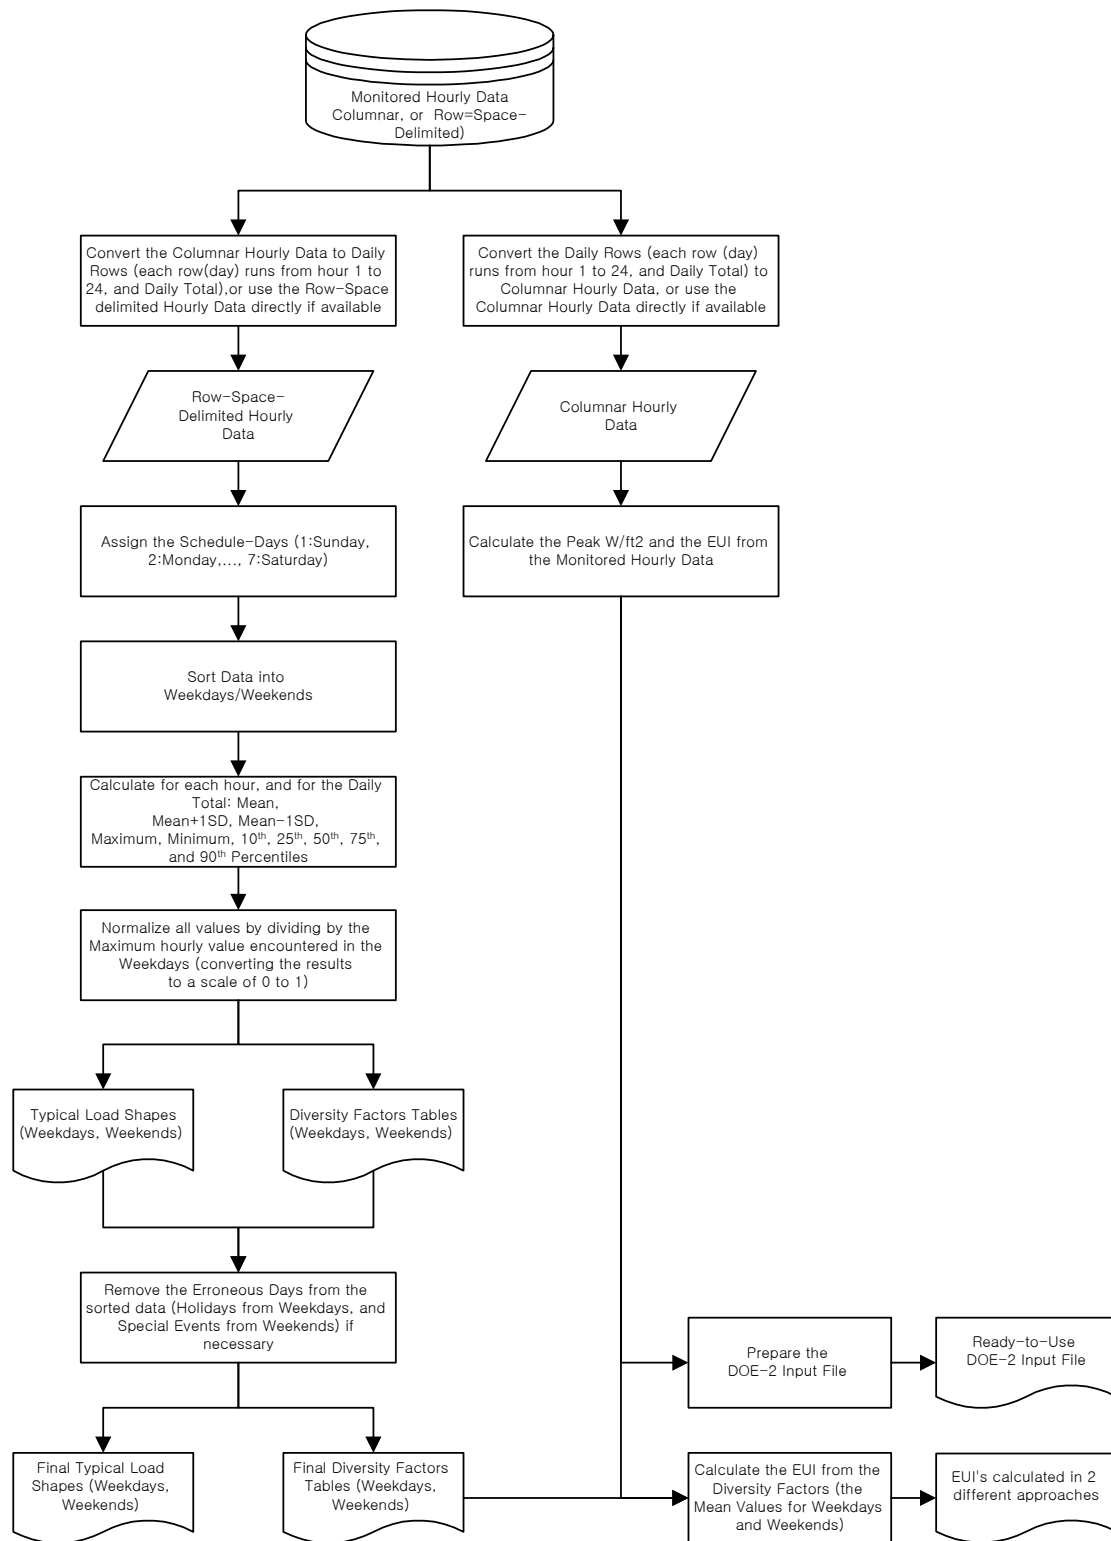 Monitored Hourly Data
Columnar, or Row=Space-
Delimited)
Convert the Columnar Hourly Data to Daily
Rows (each row(day) runs from hour 1 to
24, and Daily Total),or use the Row-Space
delimited Hourly Data directly if available
Convert the Daily Rows (each row (day)
runs from hour 1 to 24, and Daily Total) to
Columnar Hourly Data, or use the
Columnar Hourly Data directly if available
Row-Space-
Delimited Hourly
Data
Columnar Hourly
Data
Assign the Schedule-Days (1:Sunday,
2:Monday,..., 7:Saturday)
Calculate the Peak W/ft2 and the EUI from
the Monitored Hourly Data
Sort Data into
Weekdays/Weekends
Calculate for each hour, and for the Daily
Total: Mean,
Mean+1SD, Mean-1SD,
Maximum, Minimum, 10th, 25th, 50th, 75th,
and 90th Percentiles
Normalize all values by dividing by the
Maximum hourly value encountered in the
Weekdays (converting the results
to a scale of 0 to 1)
Typical Load Shapes
(Weekdays, Weekends)
Diversity Factors Tables
(Weekdays, Weekends)
Remove the Erroneous Days from the
sorted data (Holidays from Weekdays, and
Special Events from Weekends) if
necessary
Prepare the
DOE-2 Input File
Ready-to-Use
DOE-2 Input File
Final Typical Load
Shapes (Weekdays,
Weekends)
Final Diversity Factors
Tables (Weekdays,
Weekends)
Calculate the EUI from the
Diversity Factors (the
Mean Values for Weekdays
and Weekends)
EUI's calculated in 2
different approaches